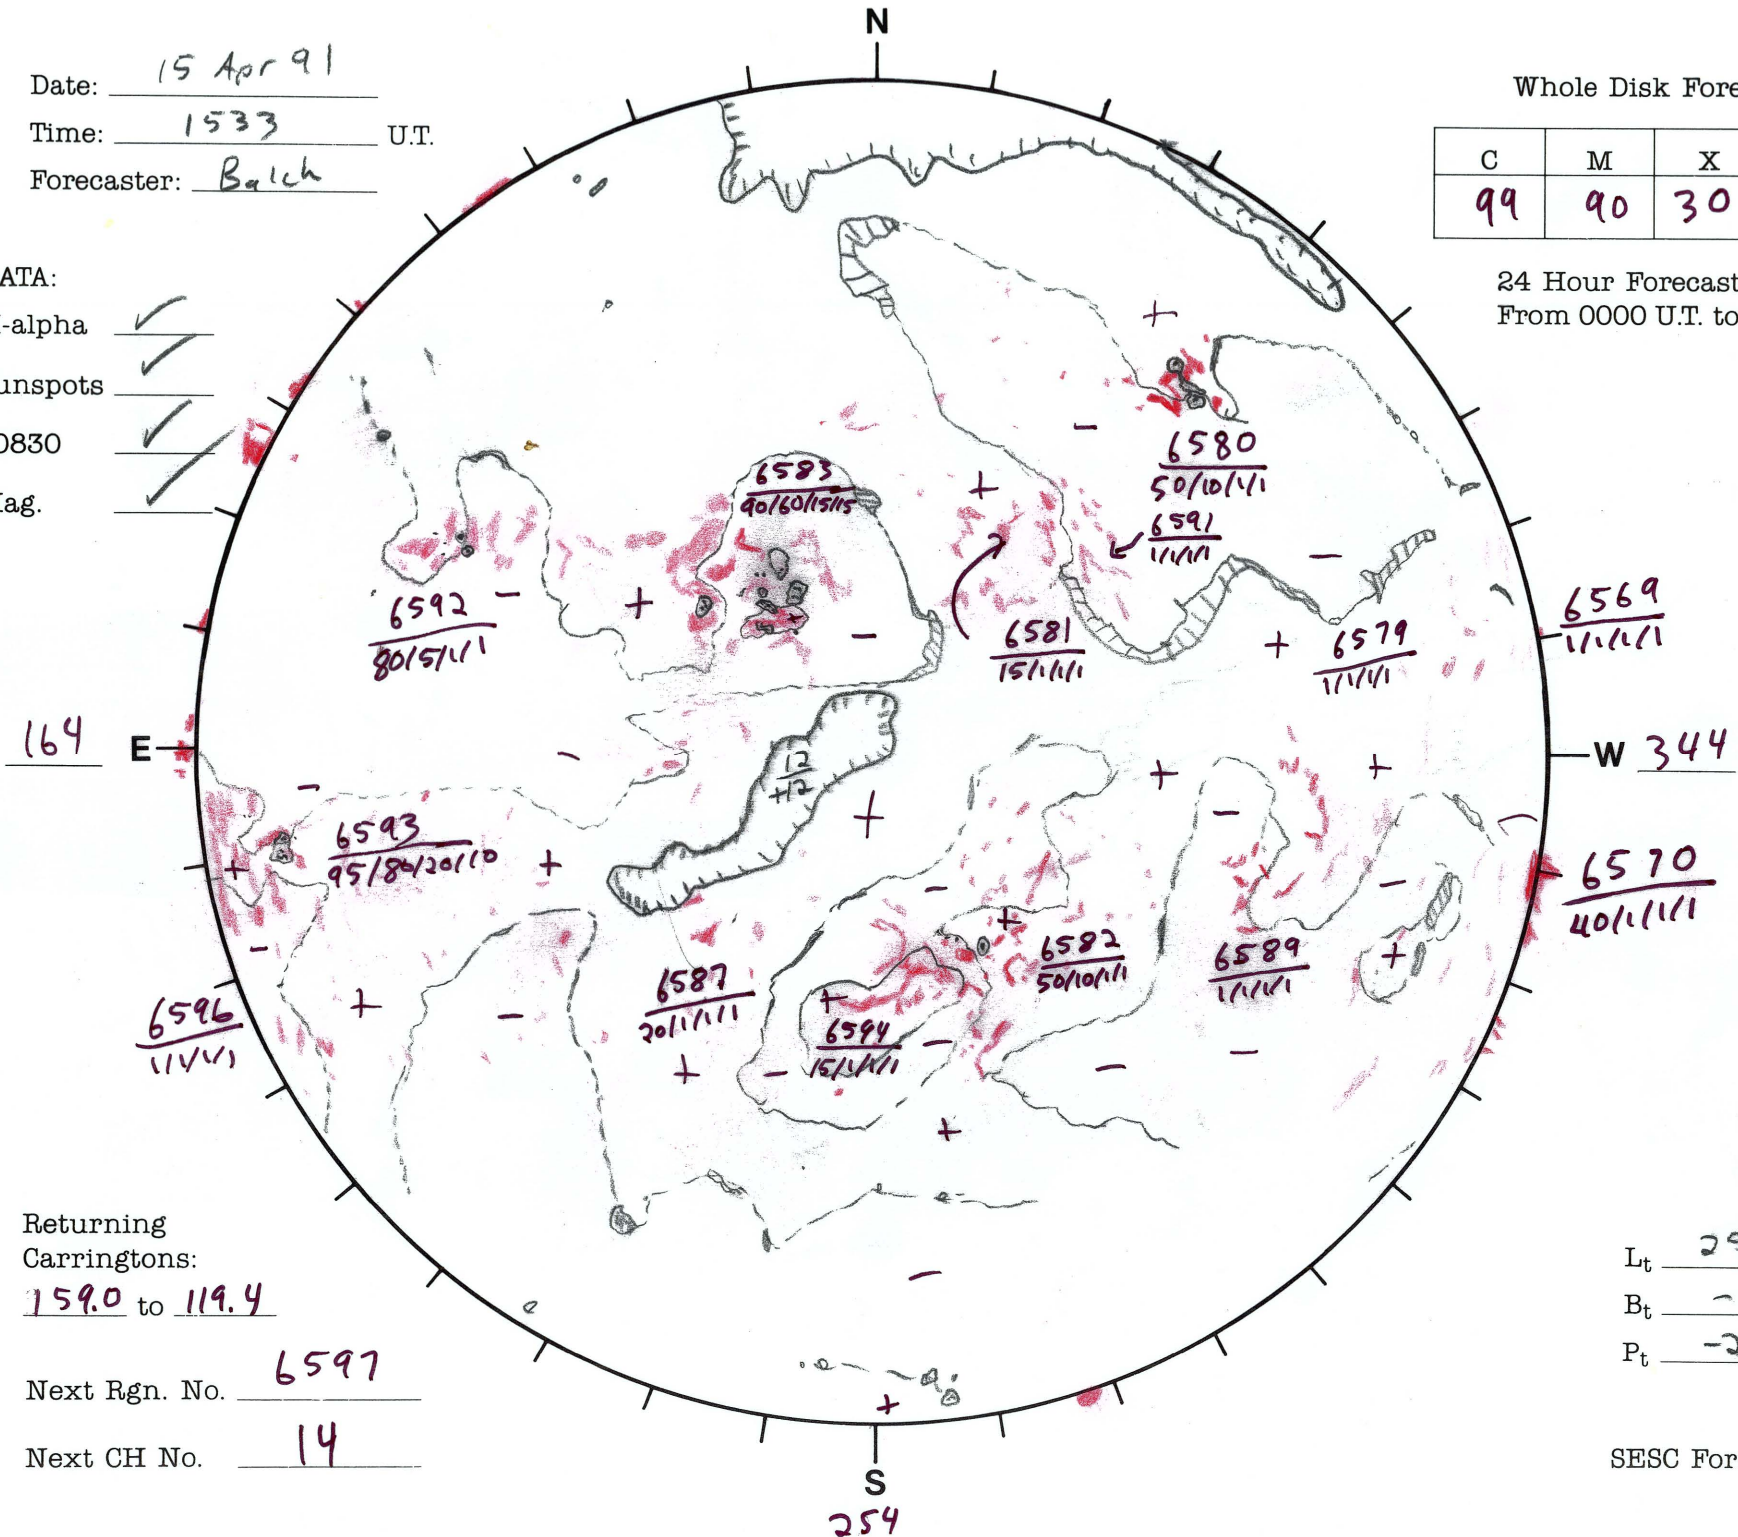 N
Date: 15 Apr 91
Time: 1533 U.T.
Forecaster: Balch
Whole Disk Fore
C M X
99 90 30
24 Hour Forecast
From 0000 U.T. to
ATA:
-alpha
unspots
0830
ag.
+
-
6580
50/10/1/1
6583
90/60/15/15
+
6591
1/1/1/1
-
6592
80/5/1/1
-
+
-
6581
15/1/1/1
+
6579
1/1/1/1
6569
1/1/1/1
164
E
W 344
-
12
+12
+
+
-
-
+
6593
95/80/20/10
+
+
-
-
6570
40/1/1/1
-
+
6582
50/10/1/1
6589
1/1/1/1
+
6596
1/1/1/1
+
-
6587
20/1/1/1
+
6594
15/1/1/1
-
-
+
-
-
+
-
+
Returning
Carringtons:
159.0 to 119.4
Next Rgn. No. 6597
Next CH No. 14
Lt
Bt -
Pt -2
SESC For
S
254